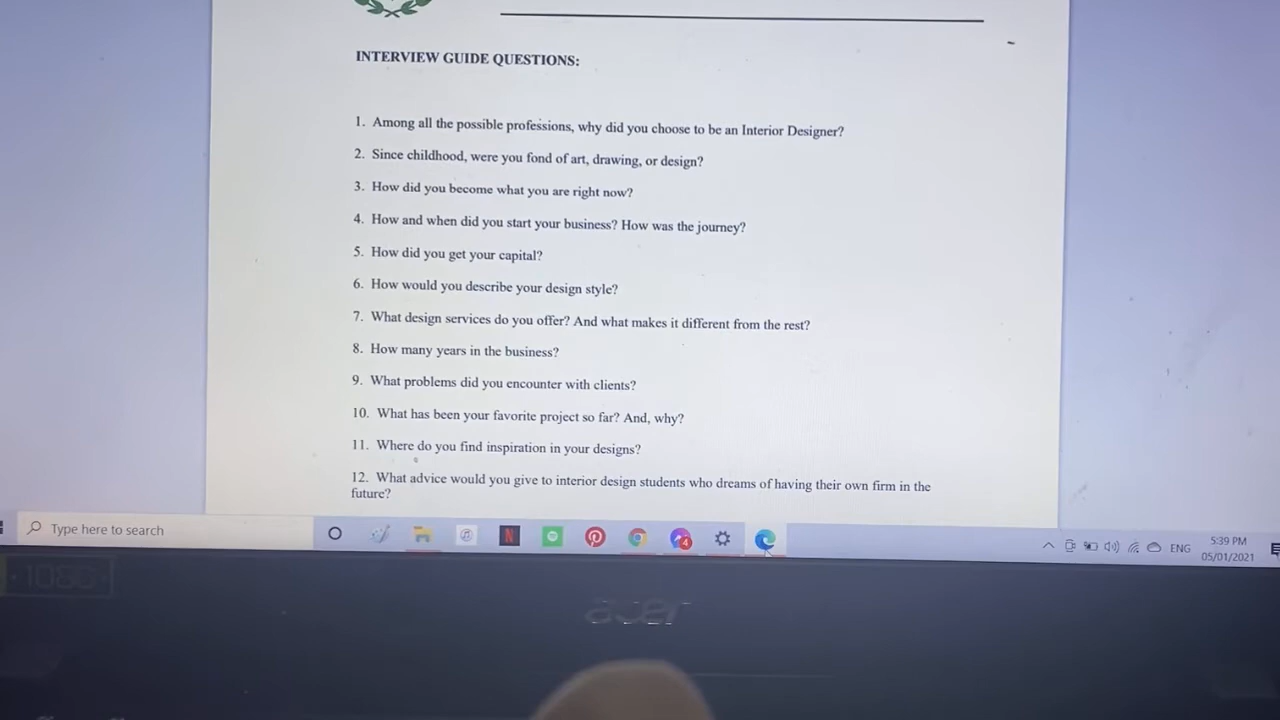 INTERVIEW GUIDE QUESTIONS:
1. Among all the possible professions, why did you choose to be an Interior Designer?
2. Since childhood, were you fond of art, drawing, or design?
3. How did you become what you are right now?
4. How and when did you start your business? How was the journey?
5. How did you get your capital?
6. How would you describe your design style?
7. What design services do you offer? And what makes it different from the rest?
8. How many years in the business?
9. What problems did you encounter with clients?
10. What has been your favorite project so far? And, why?
11. Where do you find inspiration in your designs?
12. What advice would you give to interior design students who dreams of having their own firm in the
future?
Type here to search
N
4
ENG
5:39 PM
05/01/2021
1080
acer